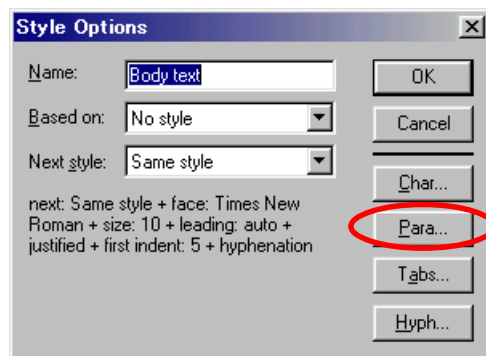 Style Options
Name: Body text
OK
Based on: No style
Cancel
Next style: Same style
Char...
next: Same style + face: Times New
Roman + size: 10 + leading: auto +
justified + first indent: 5 + hyphenation
Para...
Tabs...
Hyph...